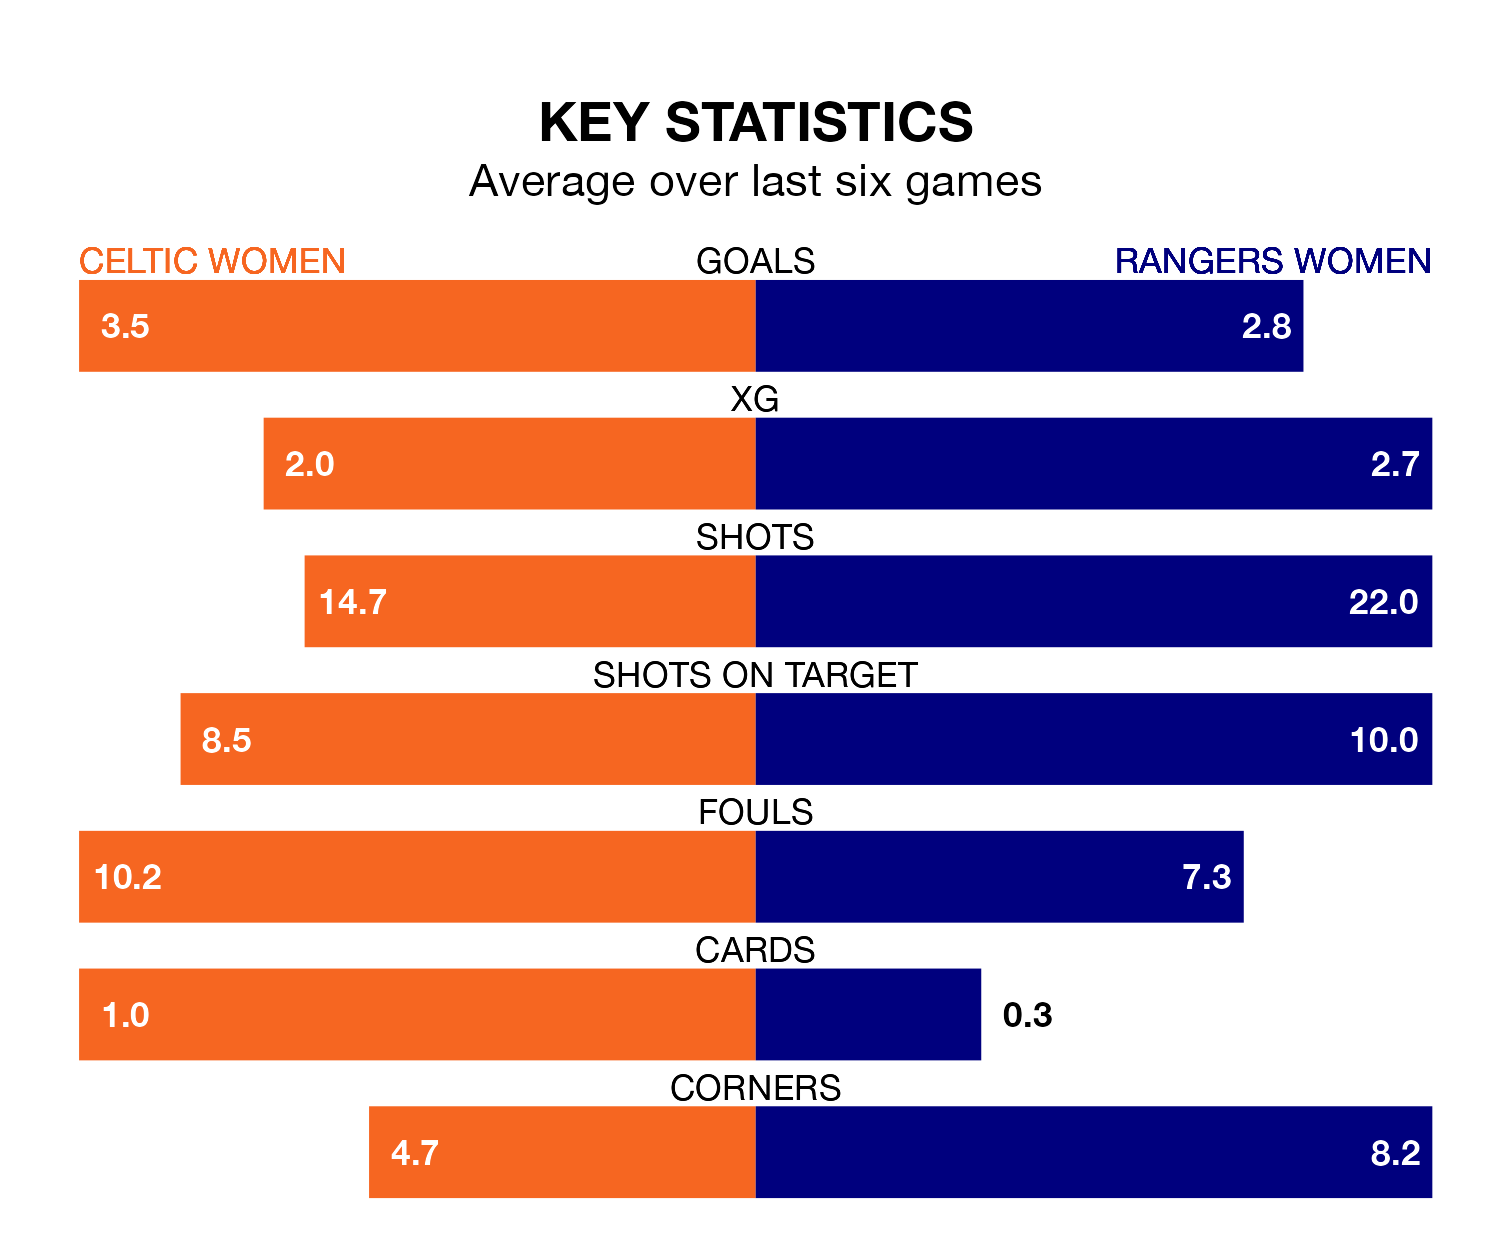 KEY STATISTICS
Average over last six games
CELTIC WOMEN GOALS RANGERS WOMEN
3.5 2.8
XG
2.0 2.7
SHOTS
14.7 22.0
SHOTS ON TARGET
8.5 10.0
FOULS
10.2 7.3
CARDS
1.0 0.3
CORNERS
4.7 8.2